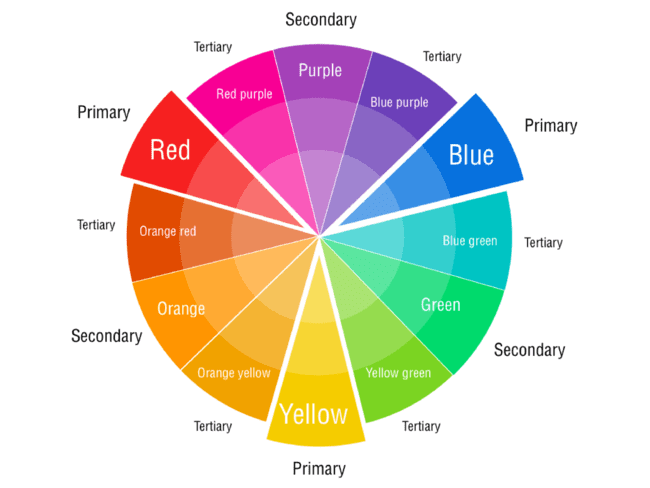 Secondary
Tertiary
Tertiary
Purple
Red purple
Blue purple
Primary
Primary
Red
Blue
Tertiary
Orange red
Blue green
Tertiary
Orange
Green
Secondary
Secondary
Orange yellow
Yellow green
Yellow
Tertiary
Tertiary
Primary